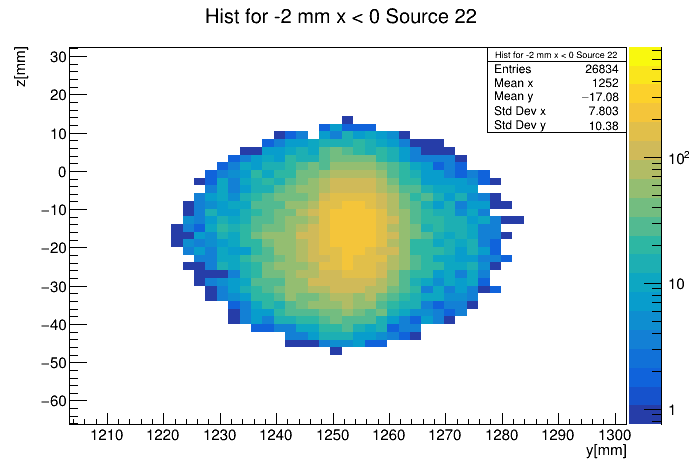 Hist for -2 mm x < 0 Source 22
z[mm]
Hist for -2 mm x < 0 Source 22
Entries 26834
Mean x 1252
Mean y −17.08
Std Dev x 7.803
Std Dev y 10.38
30
20
10
0
−10
−20
−30
−40
−50
−60
10²
10
1
1210 1220 1230 1240 1250 1260 1270 1280 1290 1300
y[mm]